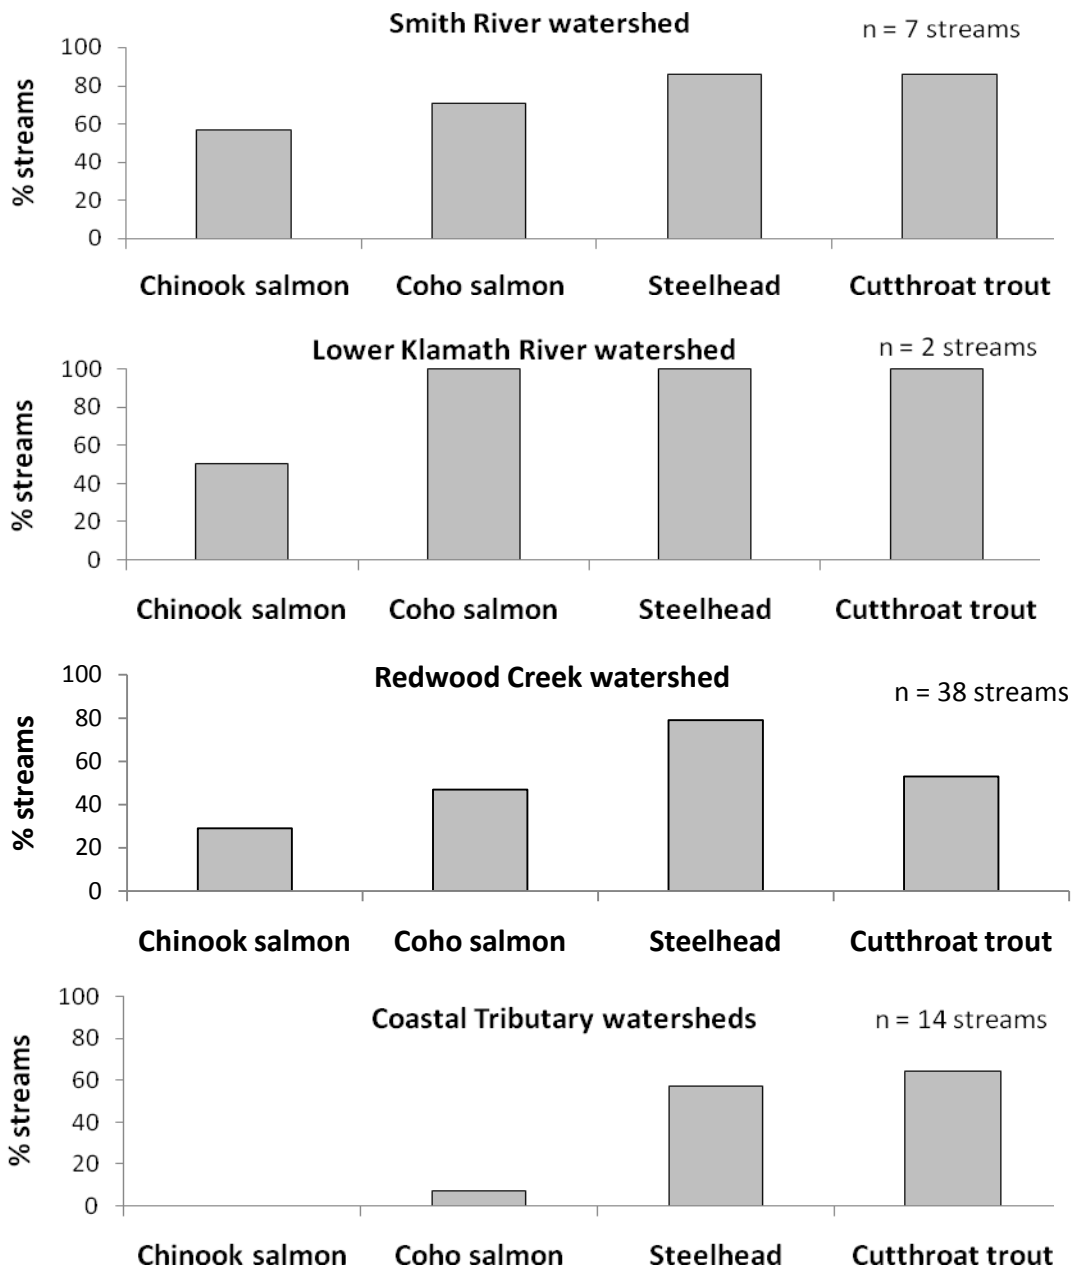 Smith River watershed
n = 7 streams
% streams
100
80
60
40
20
0
Chinook salmon
Coho salmon
Steelhead
Cutthroat trout
Lower Klamath River watershed
n = 2 streams
% streams
100
80
60
40
20
0
Chinook salmon
Coho salmon
Steelhead
Cutthroat trout
Redwood Creek watershed
n = 38 streams
% streams
100
80
60
40
20
0
Chinook salmon
Coho salmon
Steelhead
Cutthroat trout
Coastal Tributary watersheds
n = 14 streams
% streams
100
80
60
40
20
0
Chinook salmon
Coho salmon
Steelhead
Cutthroat trout